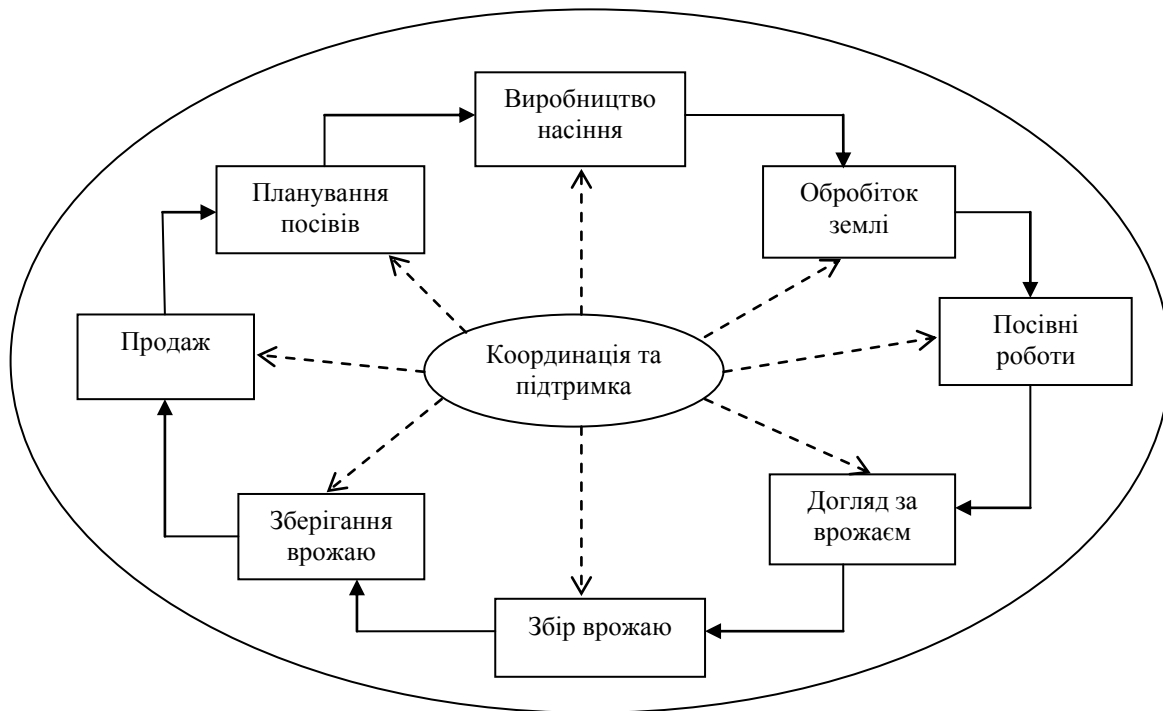 Виробництво
насіння
Планування
посівів
Обробіток
землі
Продаж
Координація та
підтримка
Посівні
роботи
Зберігання
врожаю
Догляд за
врожаєм
Збір врожаю